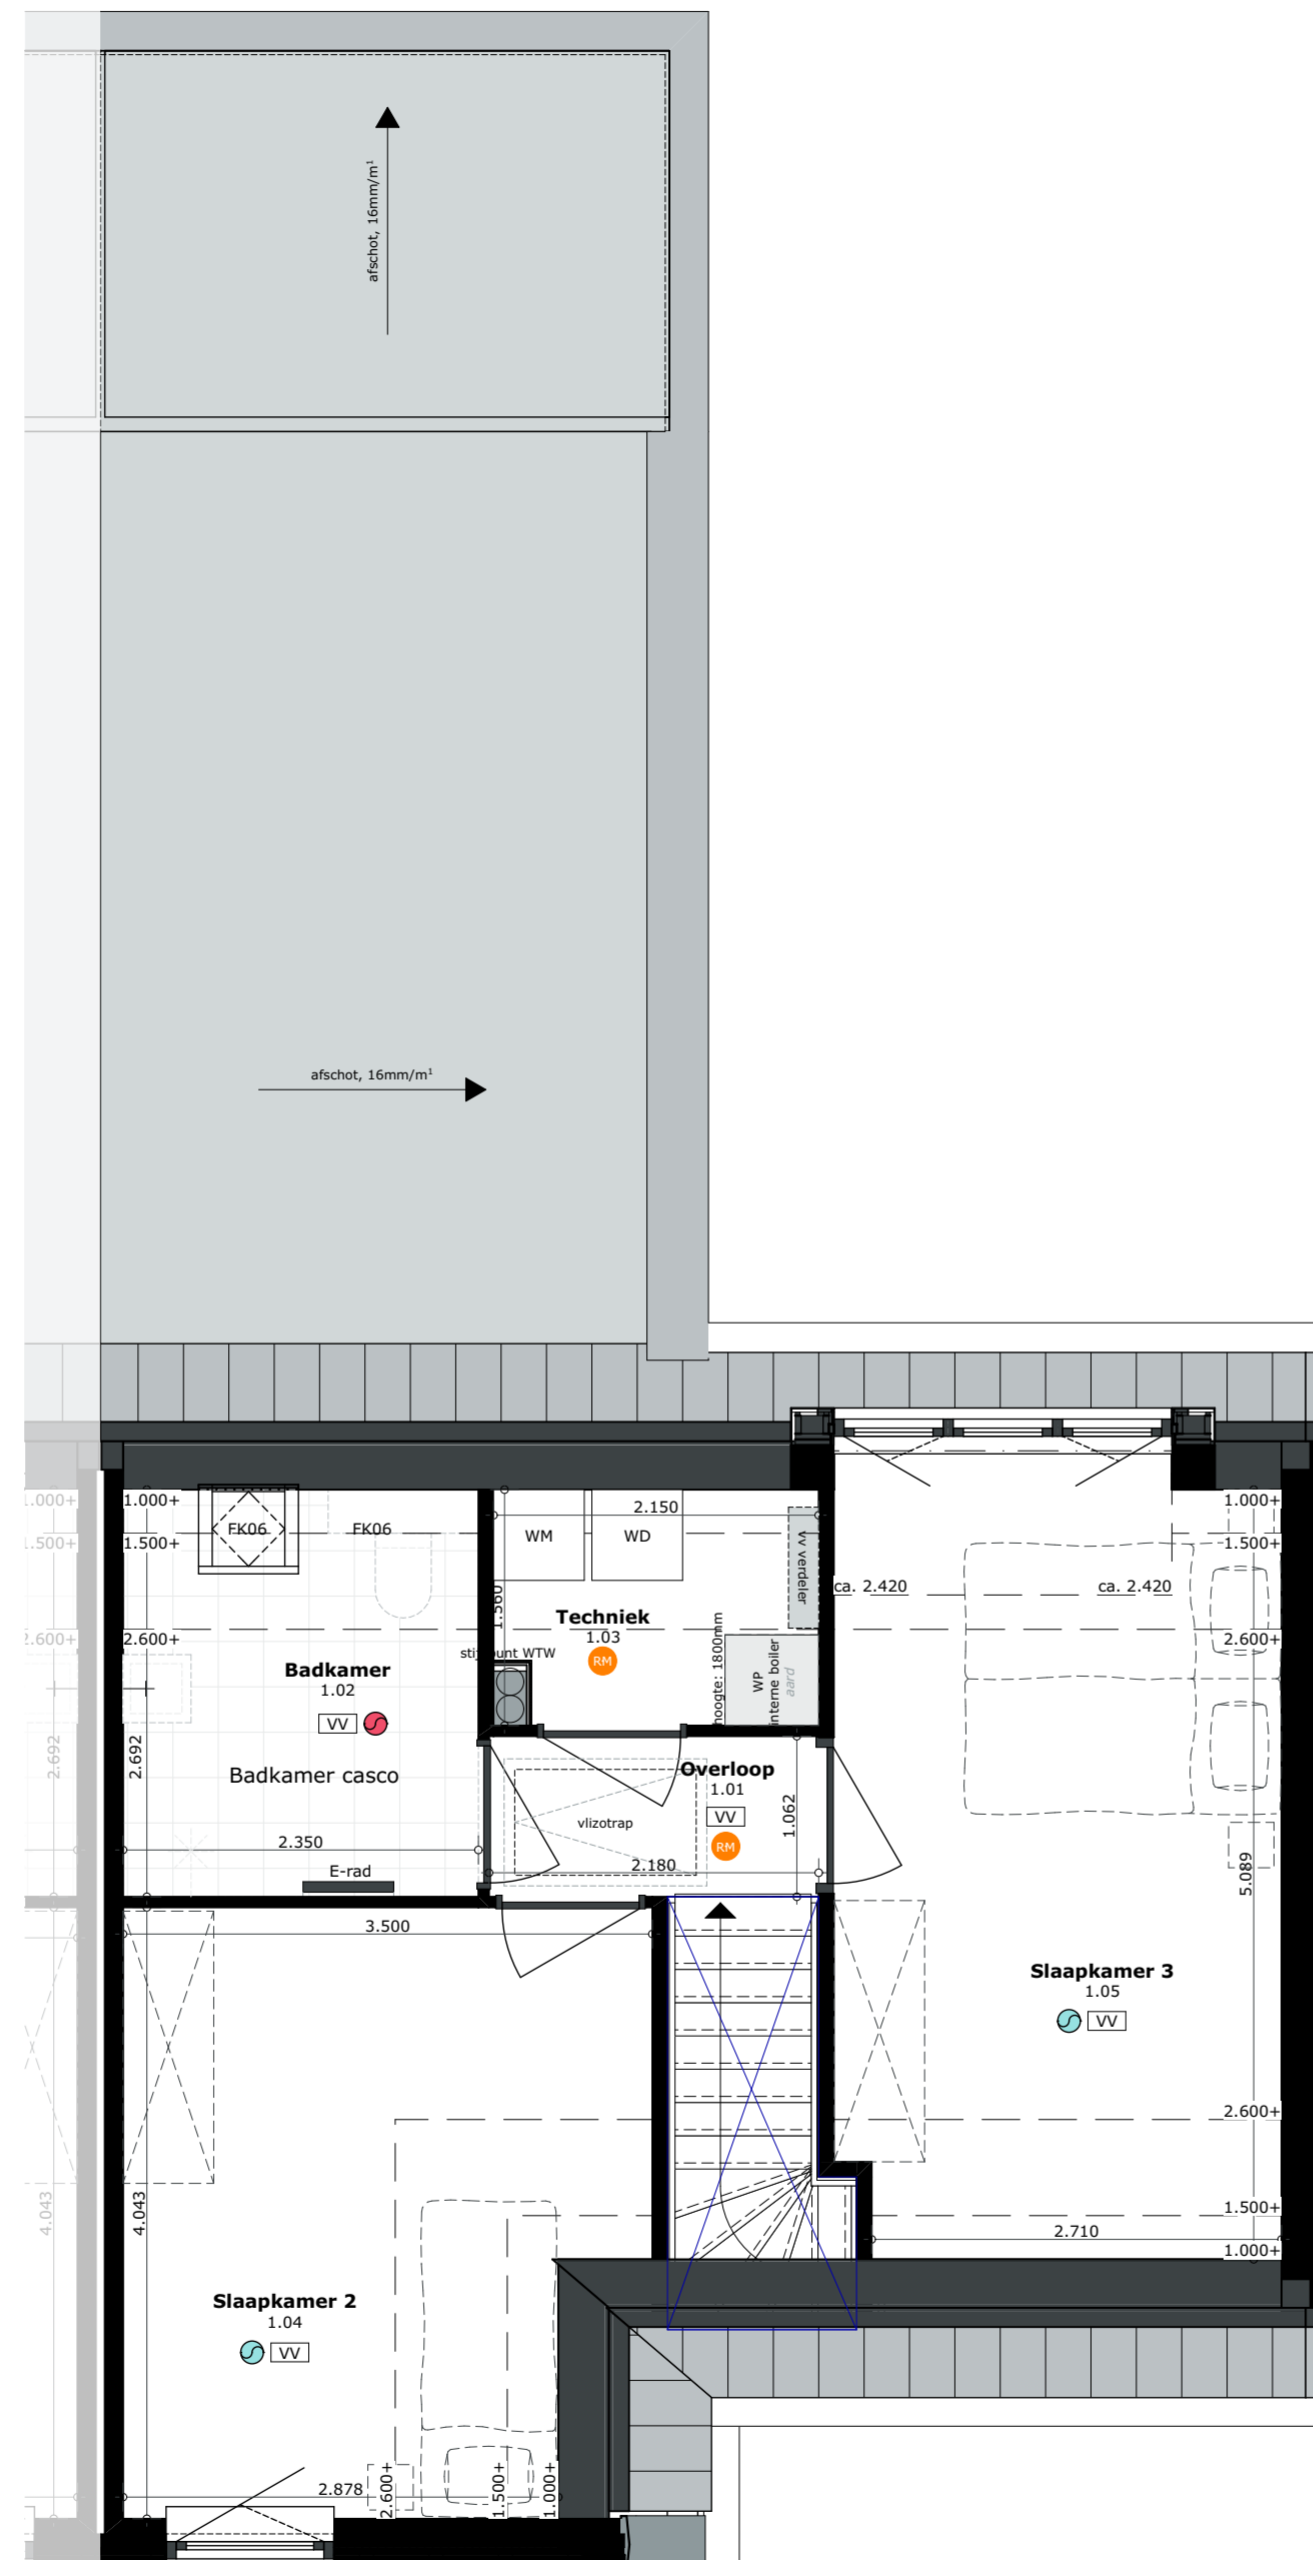 afschot, 16mm/m¹
afschot, 16mm/m¹
1.000+
1.000+
FK06
FK06
1.500+
1.500+
2.150
WM
WD
vv verdeler
1.000+
1.500+
ca. 2.420
ca. 2.420
1.560
Techniek
1.03
RM
2.600+
2.600+
2.600+
stijgpunt WTW
hoogte: 1800mm
WP
interne boiler
aard
Badkamer
1.02
VV
2.692
2.692
Badkamer casco
Overloop
1.01
VV
RM
1.062
vlizotrap
2.350
2.180
E-rad
5.089
3.500
Slaapkamer 3
1.05
VV
2.600+
4.043
4.043
1.500+
2.710
1.000+
Slaapkamer 2
1.04
VV
2.878
2.600+
1.500+
1.000+